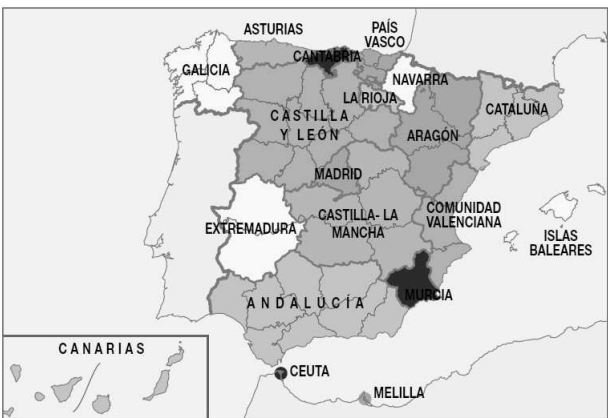 ASTURIAS
PAÍS
VASCO
CANTABRIA
GALICIA
NAVARRA
LA RIOJA
CATALUÑA
CASTILLA
Y LEÓN
ARAGÓN
MADRID
EXTREMADURA
CASTILLA- LA
MANCHA
COMUNIDAD
VALENCIANA
ISLAS
BALEARES
ANDALUCÍA
MURCIA
CANARIAS
CEUTA
MELILLA